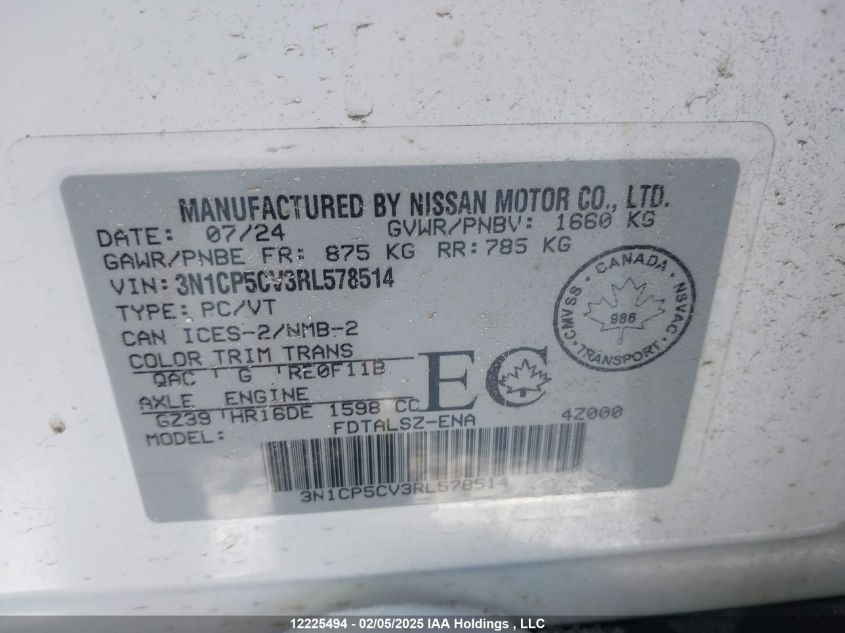 MANUFACTURED BY NISSAN MOTOR CO., LTD.
DATE: 07/24 GVWR/PNBV: 1660 KG
GAWR/PNBE FR: 875 KG RR: 785 KG
VIN: 3N1CP5CV3RL578514
TYPE: PC/VT
CAN ICES-2/NMB-2
COLOR TRIM TRANS
QAC G RE0F11B
AXLE ENGINE
GZ39 HR16DE 1598 CC
MODEL: FDTALSZ-ENA 4Z000
EC
CANADA
CMVSS 986 NSVAC
TRANSPORT
3N1CP5CV3RL578514
12225494 - 02/05/2025 IAA Holdings , LLC